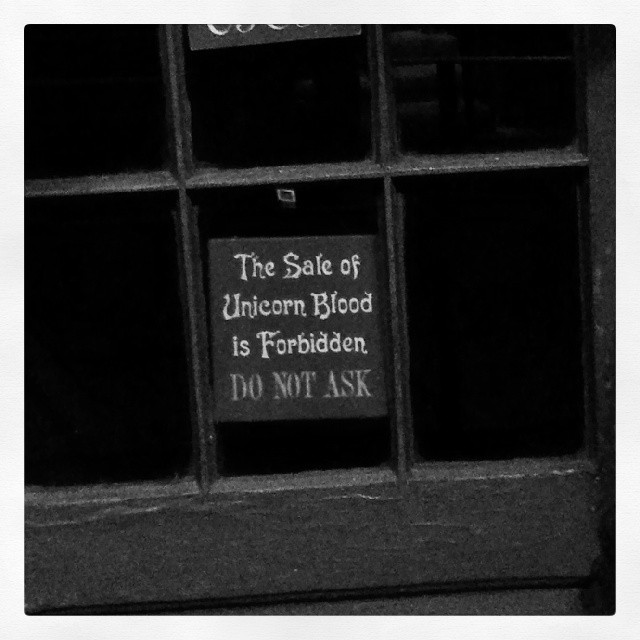 The Sale of
Unicorn Blood
is Forbidden
DO NOT ASK